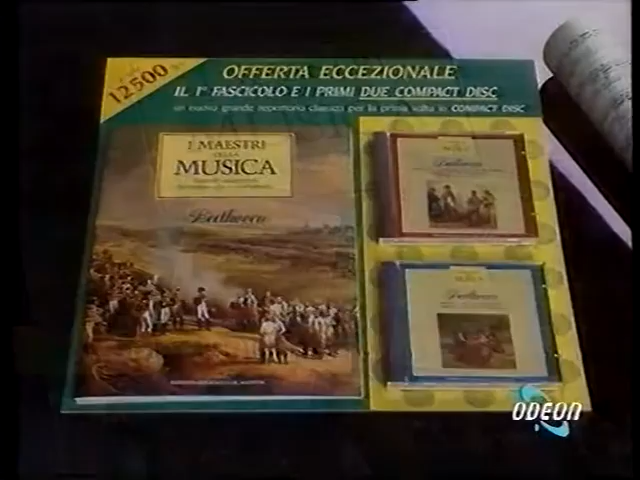 12500
OFFERTA ECCEZIONALE
IL 1° FASCICOLO E I PRIMI DUE COMPACT DISC
un nuovo grande repertorio classico per la prima volta in COMPACT DISC
I MAESTRI
DELLA
MUSICA
Beethoven
Beethoven
Beethoven
ODEON